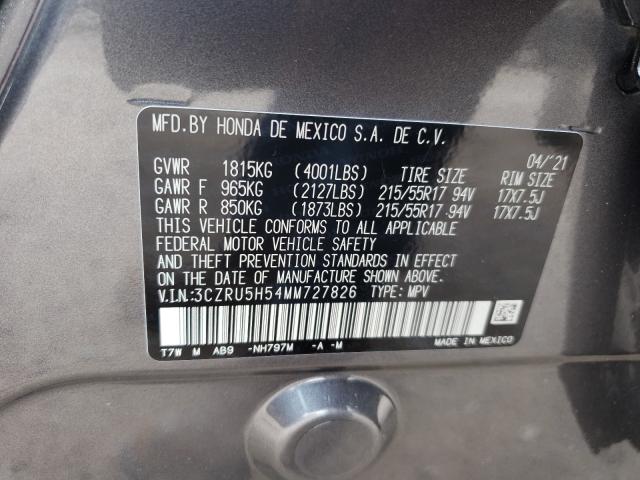 MFD.BY HONDA DE MEXICO S.A. DE C.V.
04/'21
GVWR 1815KG (4001LBS) TIRE SIZE RIM SIZE
GAWR F 965KG (2127LBS) 215/55R17 94V 17X7.5J
GAWR R 850KG (1873LBS) 215/55R17 94V 17X7.5J
THIS VEHICLE CONFORMS TO ALL APPLICABLE
FEDERAL MOTOR VEHICLE SAFETY
AND THEFT PREVENTION STANDARDS IN EFFECT
ON THE DATE OF MANUFACTURE SHOWN ABOVE.
V.I.N.:3CZRU5H54MM727826 TYPE: MPV
T7W M AB9 -NH797M -A -M
MADE IN MEXICO